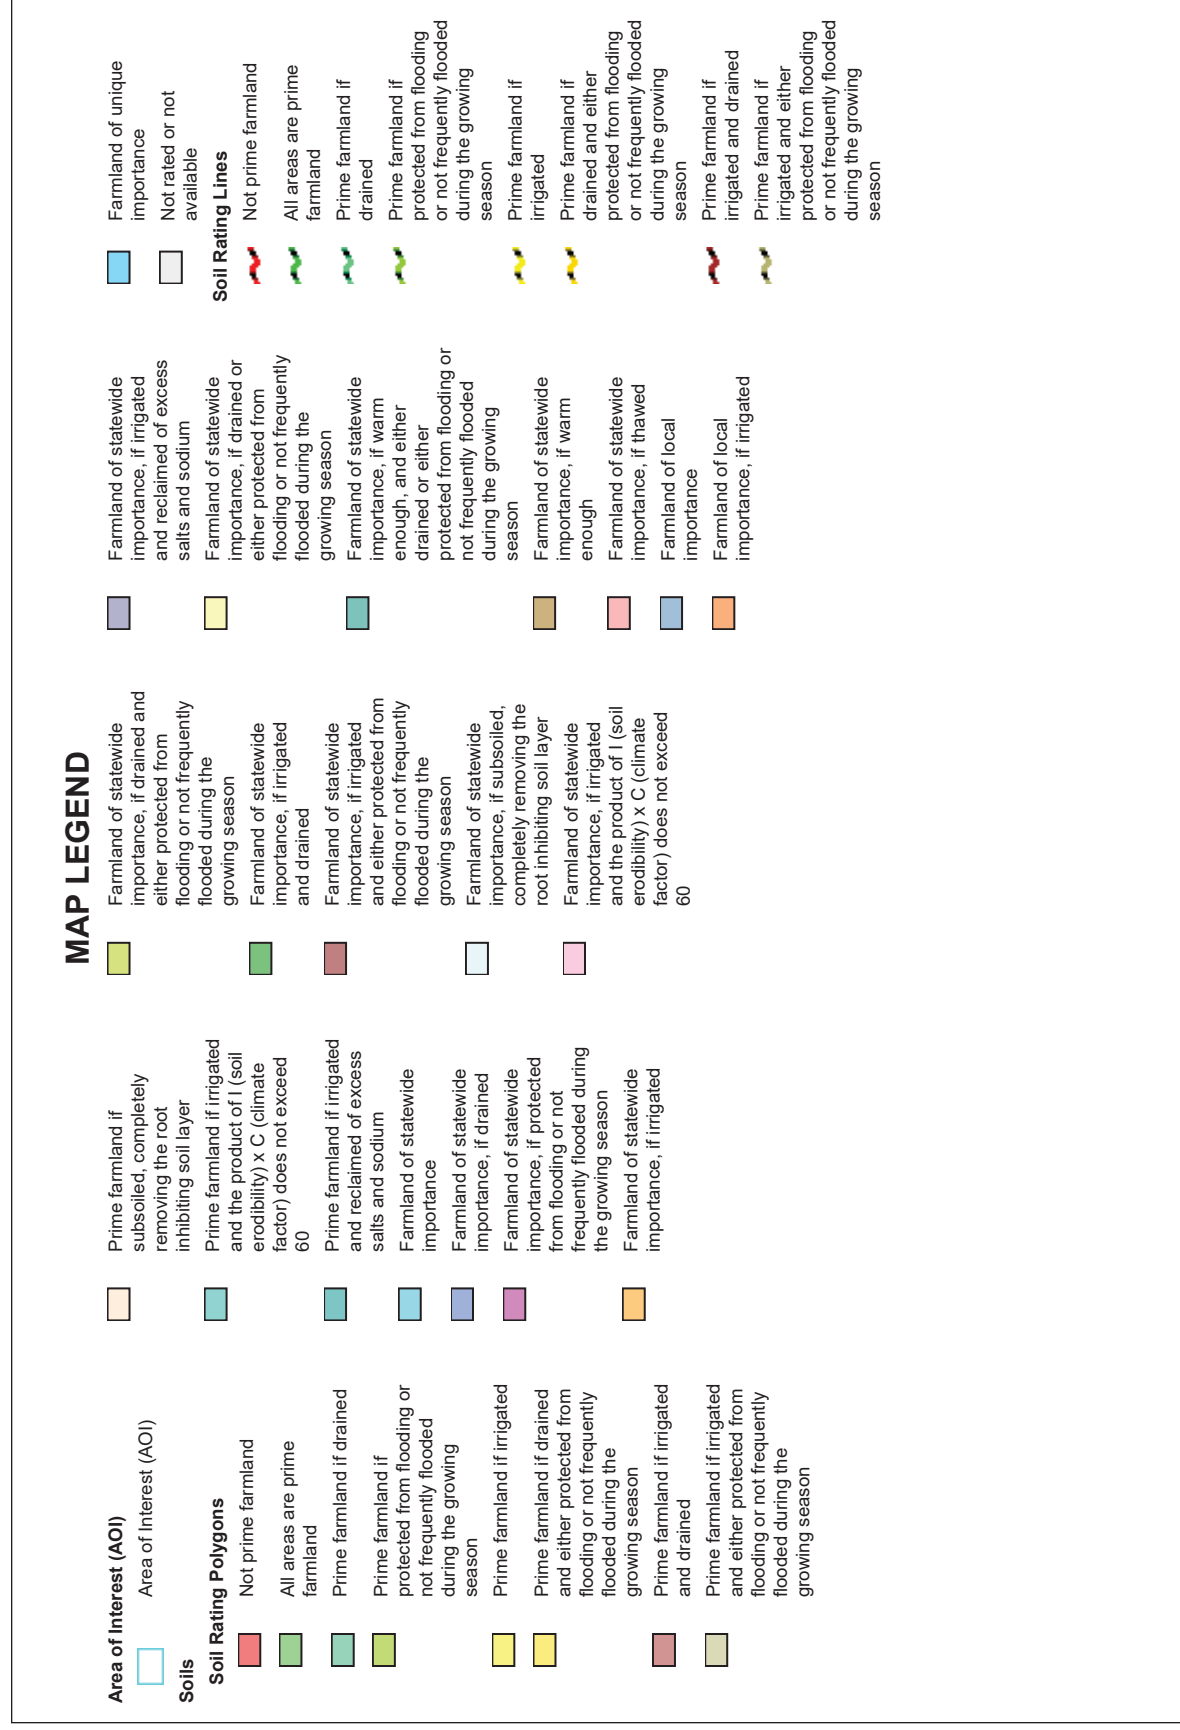 MAP LEGEND
Area of Interest (AOI)
Area of Interest (AOI)
Soils
Soil Rating Polygons
Not prime farmland
All areas are prime
farmland
Prime farmland if drained
Prime farmland if
protected from flooding or
not frequently flooded
during the growing
season
Prime farmland if irrigated
Prime farmland if drained
and either protected from
flooding or not frequently
flooded during the
growing season
Prime farmland if irrigated
and drained
Prime farmland if irrigated
and either protected from
flooding or not frequently
flooded during the
growing season
Prime farmland if
subsoiled, completely
removing the root
inhibiting soil layer
Prime farmland if irrigated
and the product of I (soil
erodibility) x C (climate
factor) does not exceed
60
Prime farmland if irrigated
and reclaimed of excess
salts and sodium
Farmland of statewide
importance
Farmland of statewide
importance, if drained
Farmland of statewide
importance, if protected
from flooding or not
frequently flooded during
the growing season
Farmland of statewide
importance, if irrigated
Farmland of statewide
importance, if drained and
either protected from
flooding or not frequently
flooded during the
growing season
Farmland of statewide
importance, if irrigated
and drained
Farmland of statewide
importance, if irrigated
and either protected from
flooding or not frequently
flooded during the
growing season
Farmland of statewide
importance, if subsoiled,
completely removing the
root inhibiting soil layer
Farmland of statewide
importance, if irrigated
and the product of I (soil
erodibility) x C (climate
factor) does not exceed
60
Farmland of statewide
importance, if irrigated
and reclaimed of excess
salts and sodium
Farmland of statewide
importance, if drained or
either protected from
flooding or not frequently
flooded during the
growing season
Farmland of statewide
importance, if warm
enough, and either
drained or either
protected from flooding or
not frequently flooded
during the growing
season
Farmland of statewide
importance, if warm
enough
Farmland of statewide
importance, if thawed
Farmland of local
importance
Farmland of local
importance, if irrigated
Farmland of unique
importance
Not rated or not
available
Soil Rating Lines
Not prime farmland
All areas are prime
farmland
Prime farmland if
drained
Prime farmland if
protected from flooding
or not frequently flooded
during the growing
season
Prime farmland if
irrigated
Prime farmland if
drained and either
protected from flooding
or not frequently flooded
during the growing
season
Prime farmland if
irrigated and drained
Prime farmland if
irrigated and either
protected from flooding
or not frequently flooded
during the growing
season